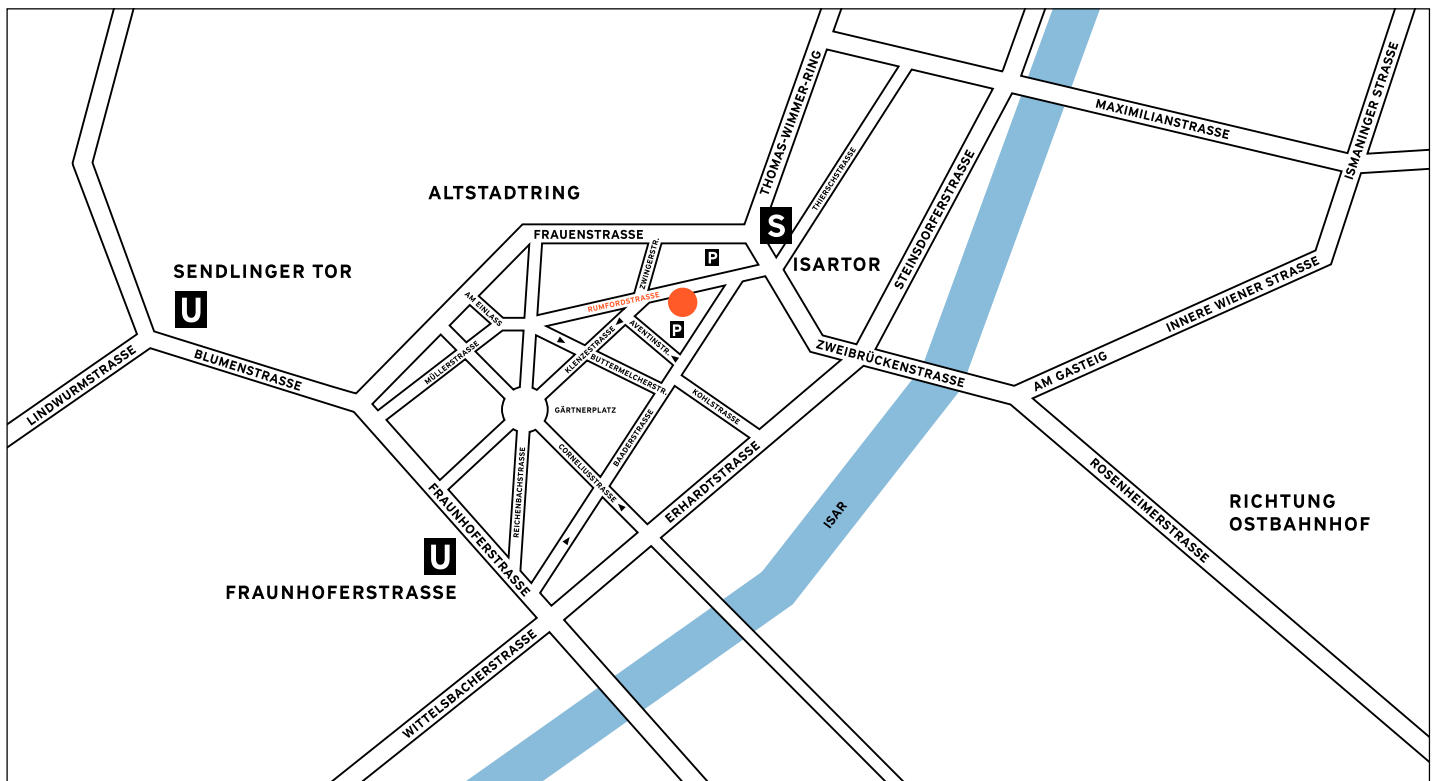 MAXIMILIANSTRASSE
ISMANINGER STRASSE
THOMAS-WIMMER-RING
THIERSCHSTRASSE
STEINSDORFERSTRASSE
ALTSTADTRING
S
FRAUENSTRASSE
ZWINGERSTR.
P
ISARTOR
SENDLINGER TOR
U
INNERE WIENER STRASSE
AM EINLASS
RUMFORDSTRASSE
P
AVENTINSTR.
KLENZESTRASSE
BUTTERMELCHERSTR.
MÜLLERSTRASSE
LINDWURMSTRASSE
BLUMENSTRASSE
ZWEIBRÜCKENSTRASSE
AM GASTEIG
KOHLSTRASSE
GÄRTNERPLATZ
BAADERSTRASSE
CORNELIUSSTRASSE
REICHENBACHSTRASSE
ERHARDTSTRASSE
FRAUNHOFERSTRASSE
ISAR
ROSENHEIMERSTRASSE
RICHTUNG
OSTBAHNHOF
U
FRAUNHOFERSTRASSE
WITTELSBACHERSTRASSE